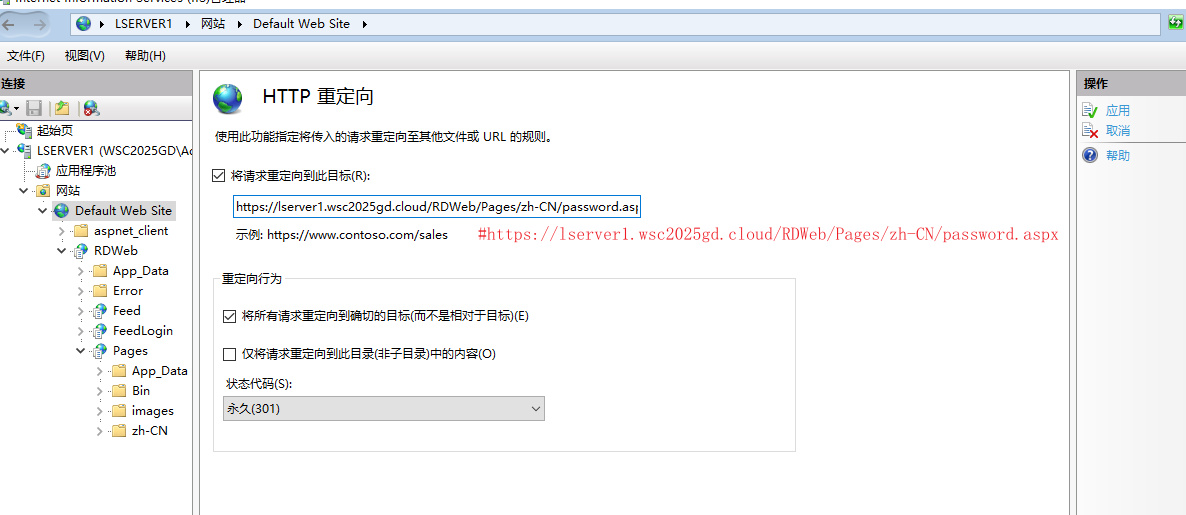 Internet Information Services (IIS)管理器
LSERVER1 网站 Default Web Site
文件(F) 视图(V) 帮助(H)
连接
起始页
LSERVER1 (WSC2025GD\Ac
应用程序池
网站
Default Web Site
aspnet_client
RDWeb
App_Data
Error
Feed
FeedLogin
Pages
App_Data
Bin
images
zh-CN
HTTP 重定向
使用此功能指定将传入的请求重定向至其他文件或 URL 的规则。
将请求重定向到此目标(R):
https://lserver1.wsc2025gd.cloud/RDWeb/Pages/zh-CN/password.asp
示例: https://www.contoso.com/sales
#https://lserver1.wsc2025gd.cloud/RDWeb/Pages/zh-CN/password.aspx
重定向行为
将所有请求重定向到确切的目标(而不是相对于目标)(E)
仅将请求重定向到此目录(非子目录)中的内容(O)
状态代码(S):
永久(301)
操作
应用
取消
帮助